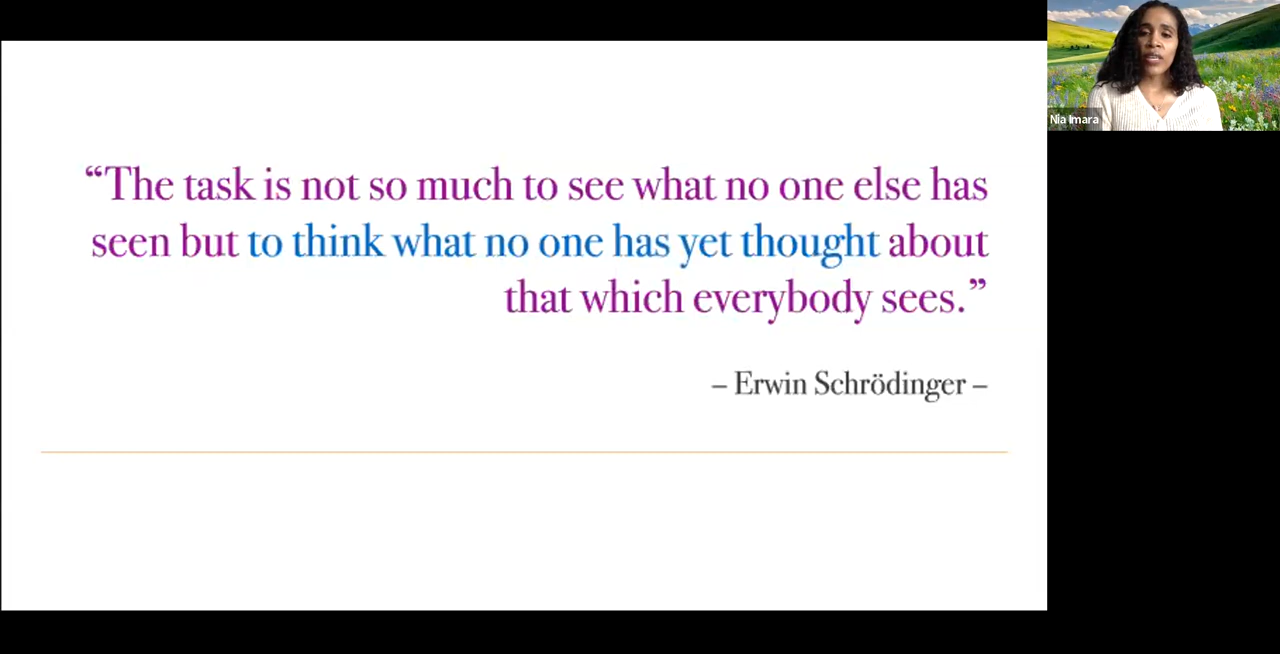 “The task is not so much to see what no one else has
seen but to think what no one has yet thought about
that which everybody sees.”
– Erwin Schrödinger –
Nia Imara